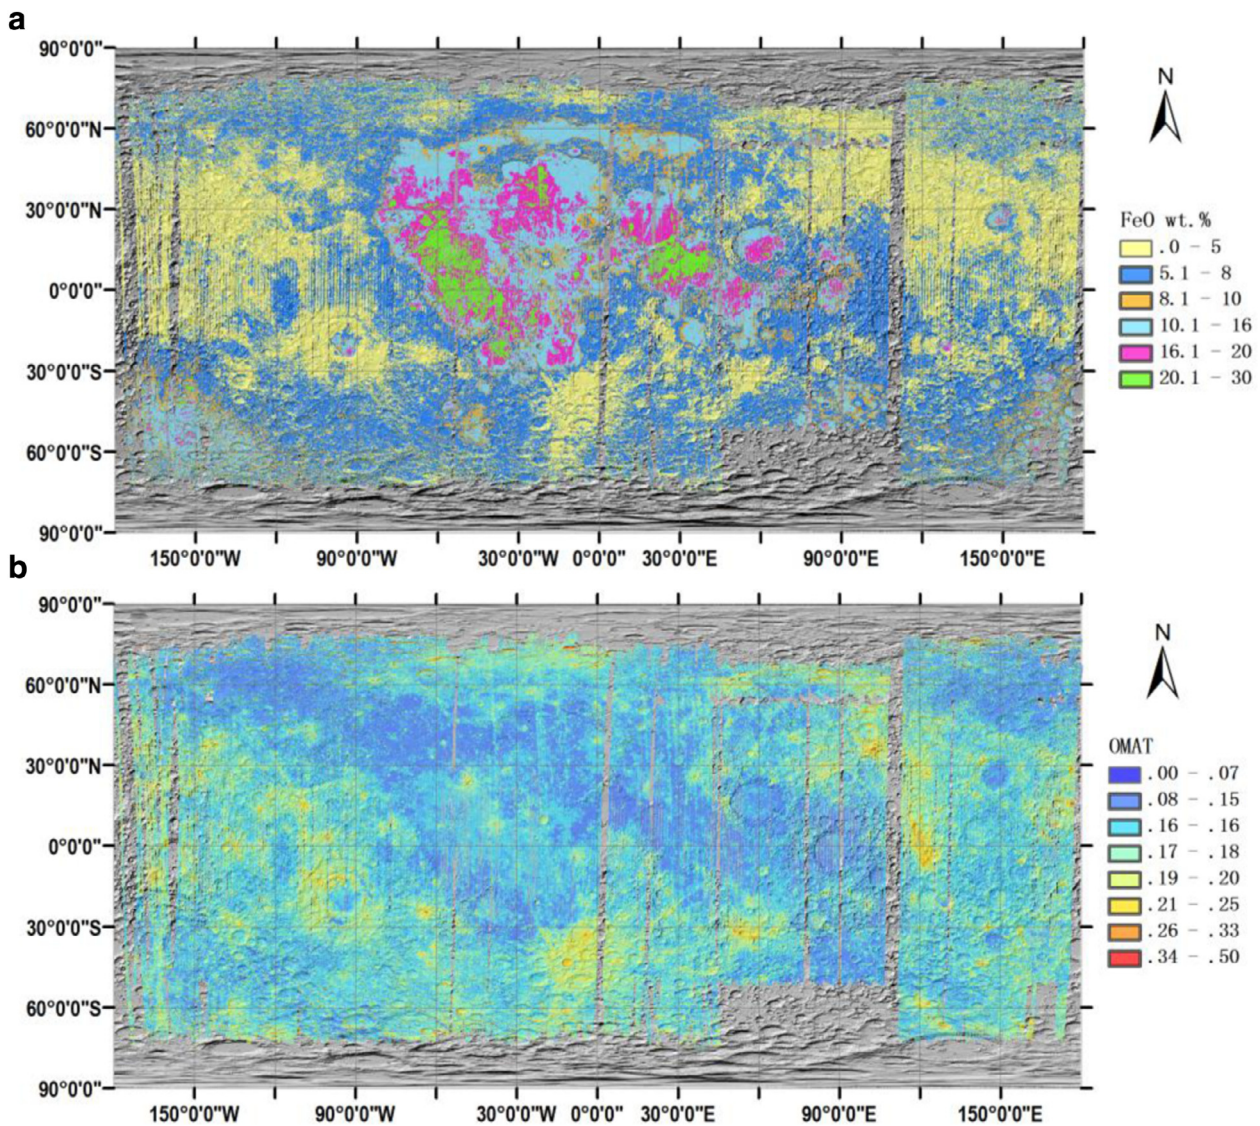 a
90°0'0"
60°0'0"N
30°0'0"N
0°0'0"
30°0'0"S
60°0'0"S
90°0'0"
150°0'0"W 90°0'0"W 30°0'0"W 0°0'0" 30°0'0"E 90°0'0"E 150°0'0"E
N
FeO wt.%
.0 - 5
5.1 - 8
8.1 - 10
10.1 - 16
16.1 - 20
20.1 - 30
b
90°0'0"
60°0'0"N
30°0'0"N
0°0'0"
30°0'0"S
60°0'0"S
90°0'0"
150°0'0"W 90°0'0"W 30°0'0"W 0°0'0" 30°0'0"E 90°0'0"E 150°0'0"E
N
OMAT
.00 - .07
.08 - .15
.16 - .16
.17 - .18
.19 - .20
.21 - .25
.26 - .33
.34 - .50